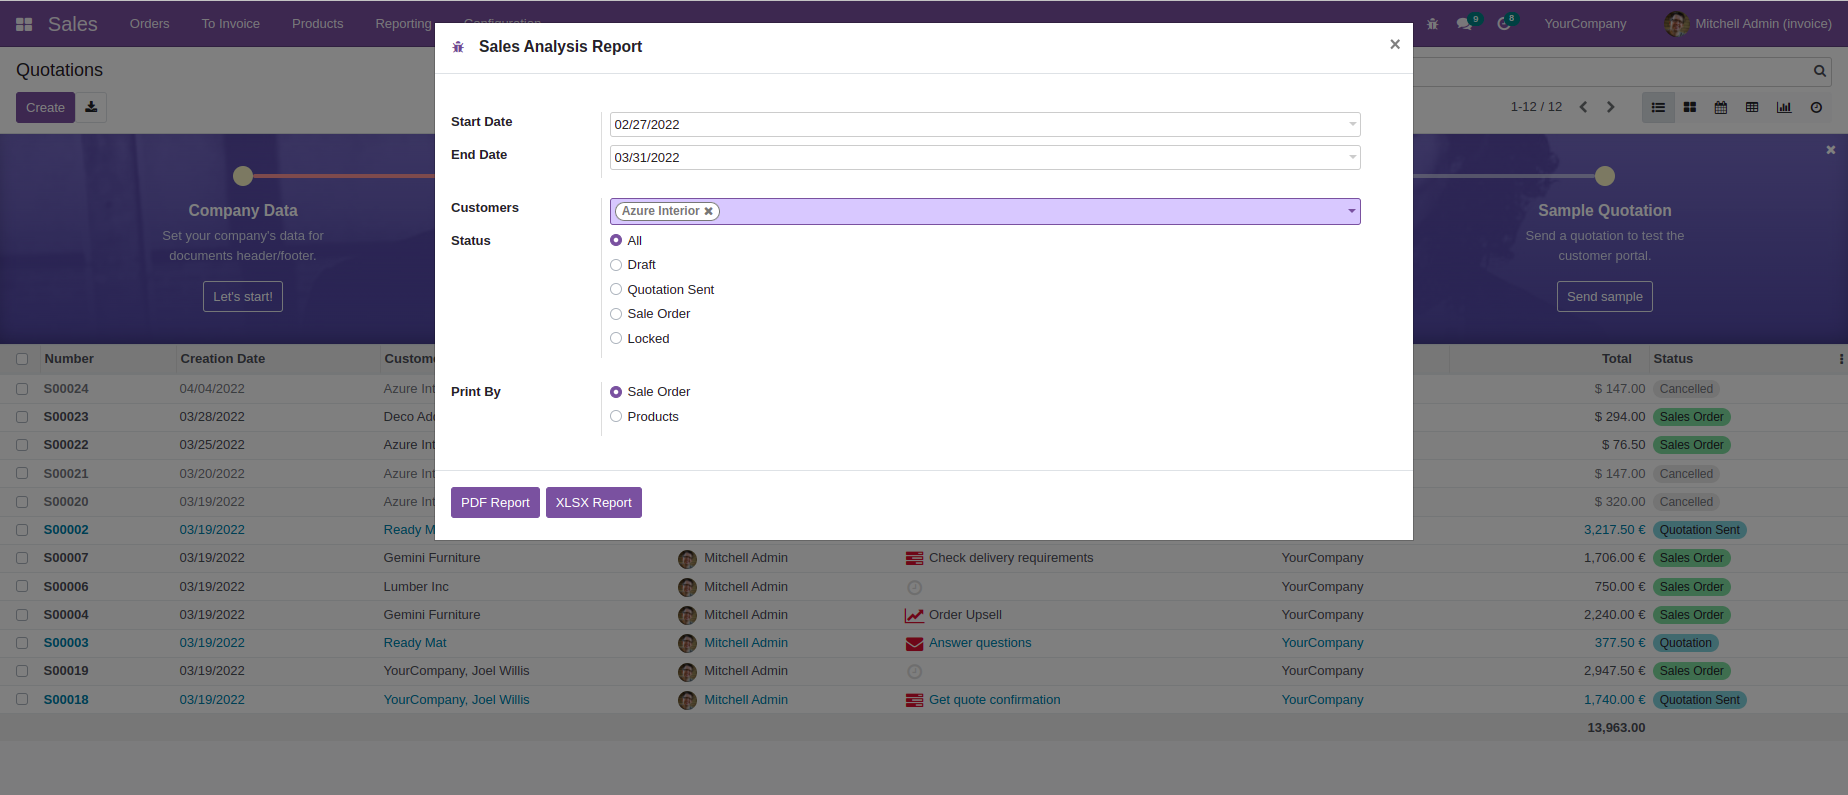 Sales Orders To Invoice Products Reporting Configuration 9 8 YourCompany Mitchell Admin (invoice)
Sales Analysis Report ×
Quotations
Create
1-12 / 12
Start Date 02/27/2022
End Date 03/31/2022
Customers Azure Interior
Status All
Draft
Quotation Sent
Sale Order
Locked
Print By Sale Order
Products
PDF Report XLSX Report
Company Data
Set your company's data for
documents header/footer.
Let's start!
Sample Quotation
Send a quotation to test the
customer portal.
Send sample
Number Creation Date Custome Total Status
S00024 04/04/2022 Azure Int $ 147.00 Cancelled
S00023 03/28/2022 Deco Add $ 294.00 Sales Order
S00022 03/25/2022 Azure Int $ 76.50 Sales Order
S00021 03/20/2022 Azure Int $ 147.00 Cancelled
S00020 03/19/2022 Azure Int $ 320.00 Cancelled
S00002 03/19/2022 Ready M 3,217.50 € Quotation Sent
S00007 03/19/2022 Gemini Furniture Mitchell Admin Check delivery requirements YourCompany 1,706.00 € Sales Order
S00006 03/19/2022 Lumber Inc Mitchell Admin YourCompany 750.00 € Sales Order
S00004 03/19/2022 Gemini Furniture Mitchell Admin Order Upsell YourCompany 2,240.00 € Sales Order
S00003 03/19/2022 Ready Mat Mitchell Admin Answer questions YourCompany 377.50 € Quotation
S00019 03/19/2022 YourCompany, Joel Willis Mitchell Admin YourCompany 2,947.50 € Sales Order
S00018 03/19/2022 YourCompany, Joel Willis Mitchell Admin Get quote confirmation YourCompany 1,740.00 € Quotation Sent
13,963.00